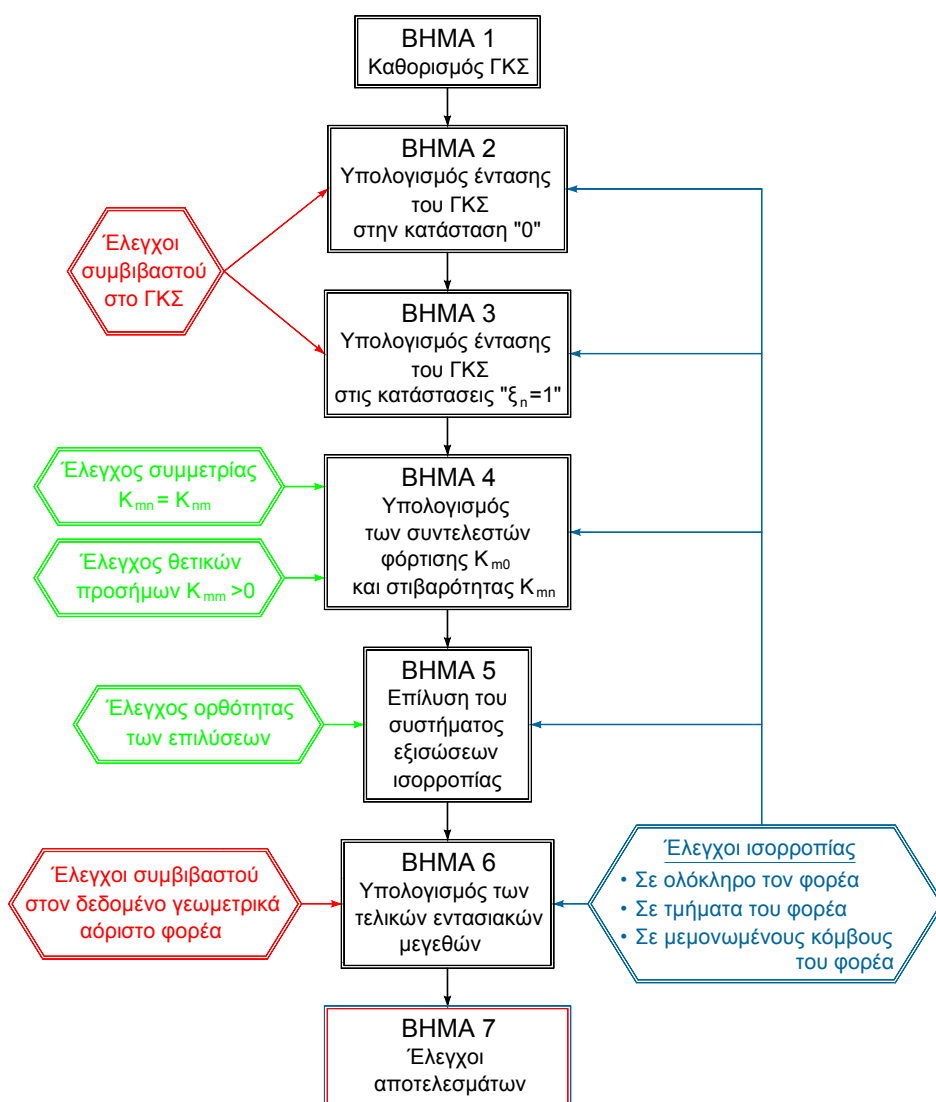 ΒΗΜΑ 1
Καθορισμός ΓΚΣ
ΒΗΜΑ 2
Υπολογισμός έντασης
του ΓΚΣ
στην κατάσταση "0"
Έλεγχοι
συμβιβαστού
στο ΓΚΣ
ΒΗΜΑ 3
Υπολογισμός έντασης
του ΓΚΣ
στις κατάστασεις "ξn=1"
Έλεγχος συμμετρίας
Kmn = Knm
Έλεγχος θετικών
προσήμων Kmm >0
ΒΗΜΑ 4
Υπολογισμός
των συντελεστών
φόρτισης Km0
και στιβαρότητας Kmn
Έλεγχος ορθότητας
των επιλύσεων
ΒΗΜΑ 5
Επίλυση του
συστήματος
εξισώσεων
ισορροπίας
Έλεγχοι συμβιβαστού
στον δεδομένο γεωμετρικά
αόριστο φορέα
ΒΗΜΑ 6
Υπολογισμός των
τελικών εντασιακών
μεγεθών
Έλεγχοι ισορροπίας
• Σε ολόκληρο τον φορέα
• Σε τμήματα του φορέα
• Σε μεμονωμένους κόμβους
του φορέα
ΒΗΜΑ 7
Έλεγχοι
αποτελεσμάτων